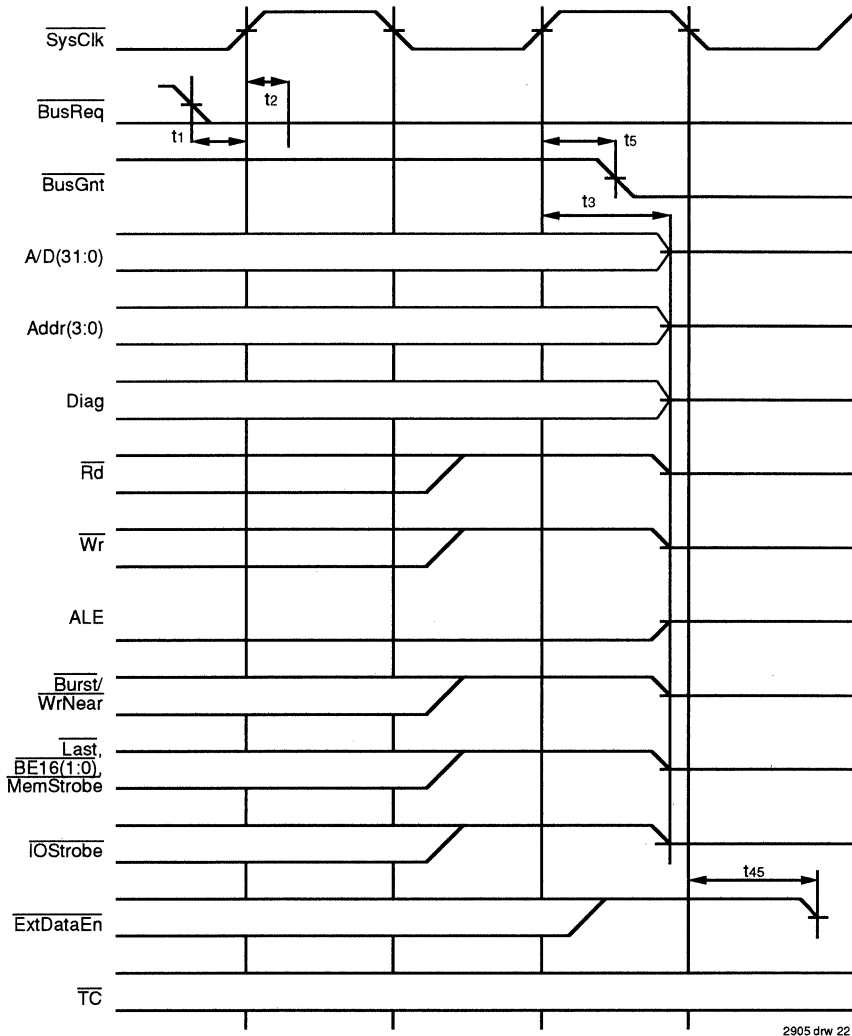 SysClk
t2
BusReq
t1
t5
BusGnt
t3
A/D(31:0)
Addr(3:0)
Diag
Rd
Wr
ALE
Burst/
WrNear
Last,
BE16(1:0),
MemStrobe
IOStrobe
t45
ExtDataEn
TC
2905 drw 22